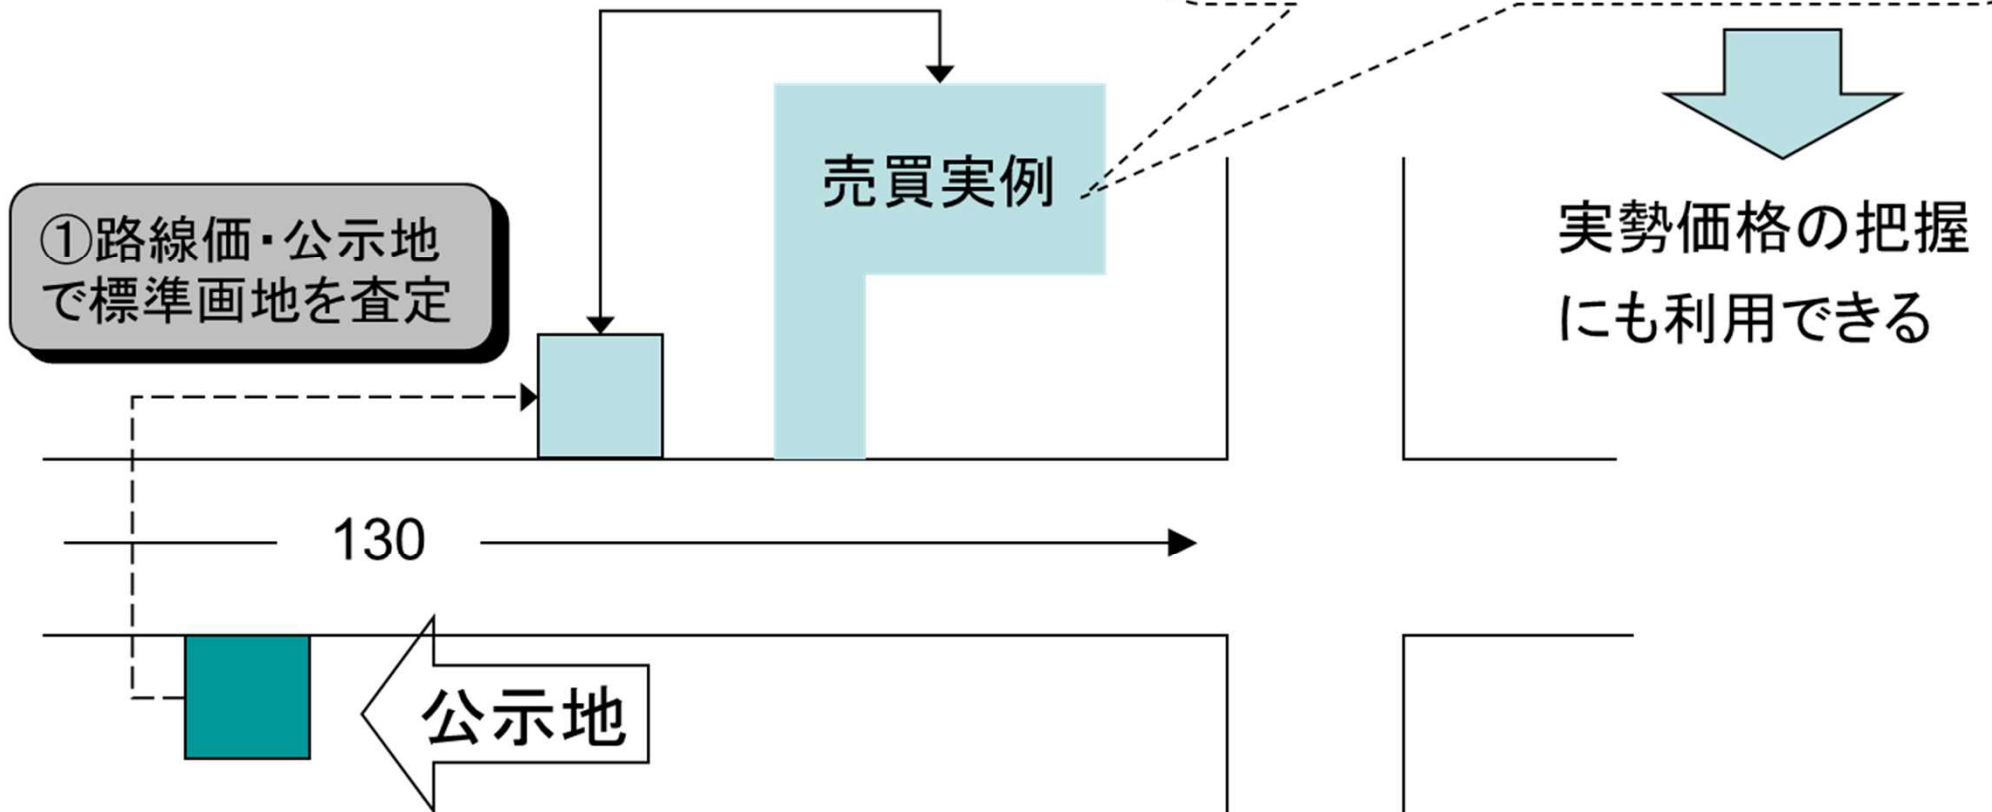 売買実例
①路線価・公示地
で標準画地を査定
実勢価格の把握
にも利用できる
130
公示地